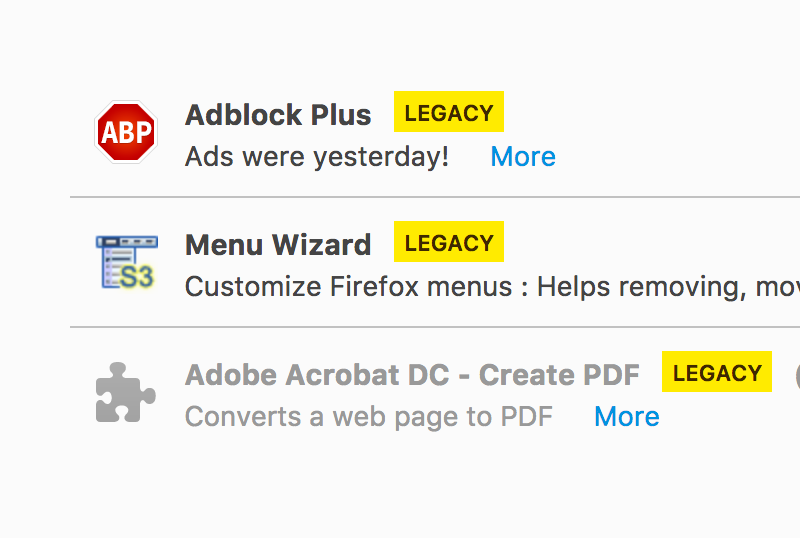 ABP
Adblock Plus LEGACY
Ads were yesterday! More
S3
Menu Wizard LEGACY
Customize Firefox menus : Helps removing, mov
Adobe Acrobat DC - Create PDF LEGACY
Converts a web page to PDF More